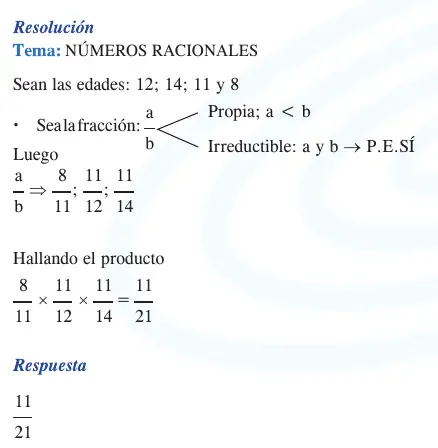 Resolución
Tema: NÚMEROS RACIONALES
Sean las edades: 12; 14; 11 y 8
• Sea la fracción: a/b
Propia; a < b
Irreductible: a y b → P.E.SÍ
Luego
a/b ⇒ 8/11; 11/12; 11/14
Hallando el producto
8/11 × 11/12 × 11/14 = 11/21
Respuesta
11/21